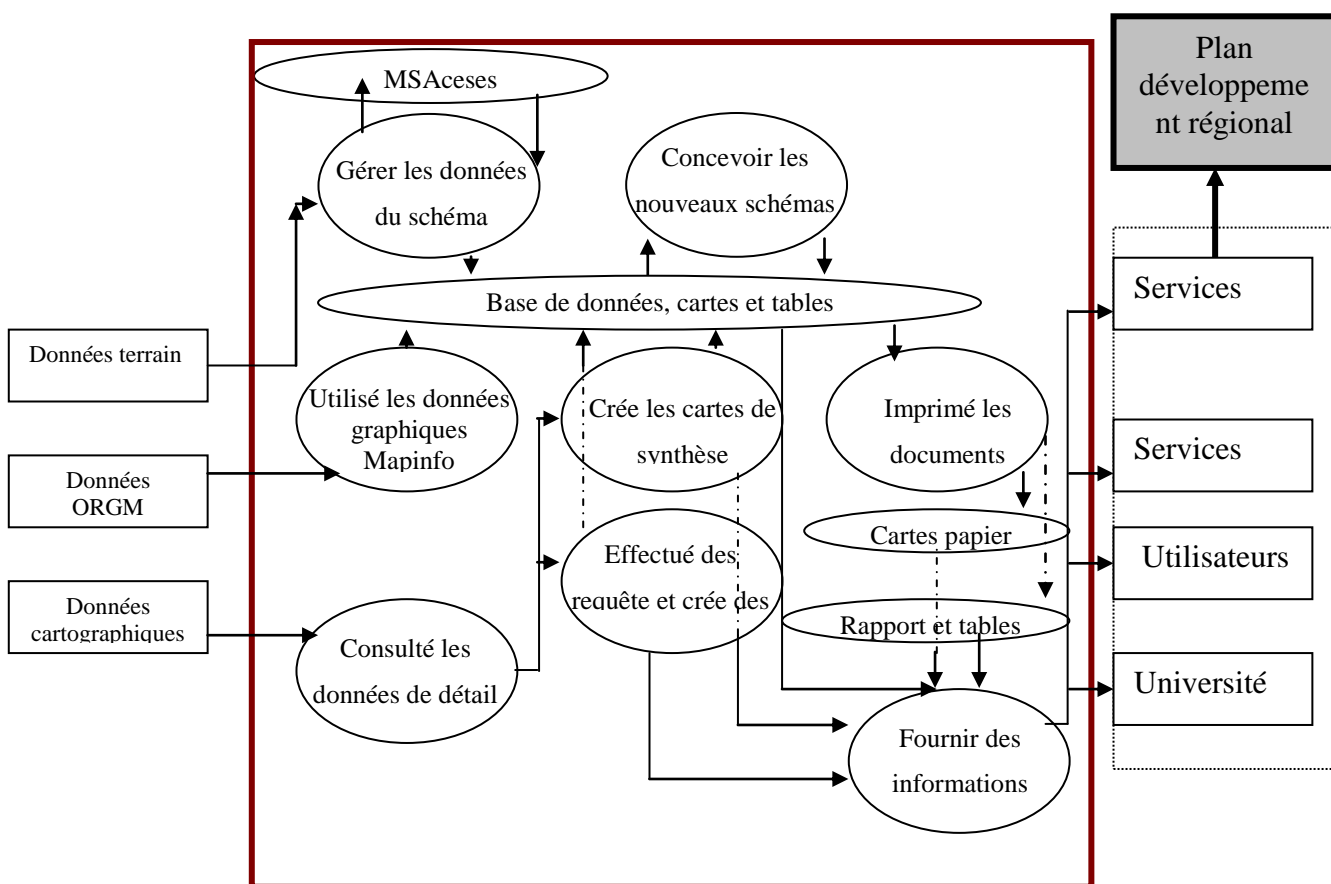 MSAceses
Gérer les données
du schéma
Concevoir les
nouveaux schémas
Plan
développeme
nt régional
Services
Base de données, cartes et tables
Données terrain
Utilisé les données
graphiques
Mapinfo
Crée les cartes de
synthèse
Imprimé les
documents
Services
Données
ORGM
Cartes papier
Effectué des
requête et crée des
Utilisateurs
Données
cartographiques
Rapport et tables
Consulté les
données de détail
Université
Fournir des
informations